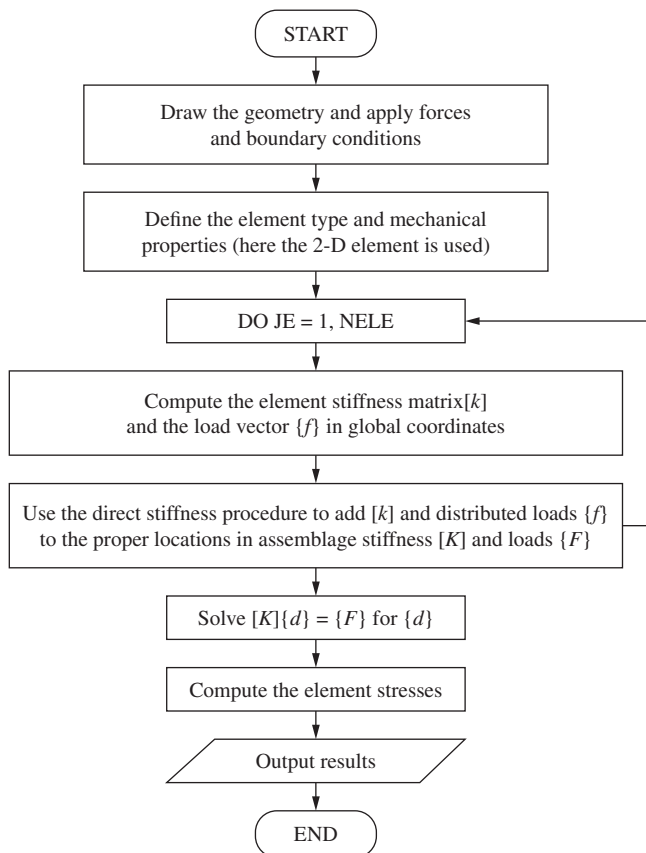 START
Draw the geometry and apply forces
and boundary conditions
Define the element type and mechanical
properties (here the 2-D element is used)
DO JE = 1, NELE
Compute the element stiffness matrix[k]
and the load vector {f} in global coordinates
Use the direct stiffness procedure to add [k] and distributed loads {f}
to the proper locations in assemblage stiffness [K] and loads {F}
Solve [K]{d} = {F} for {d}
Compute the element stresses
Output results
END